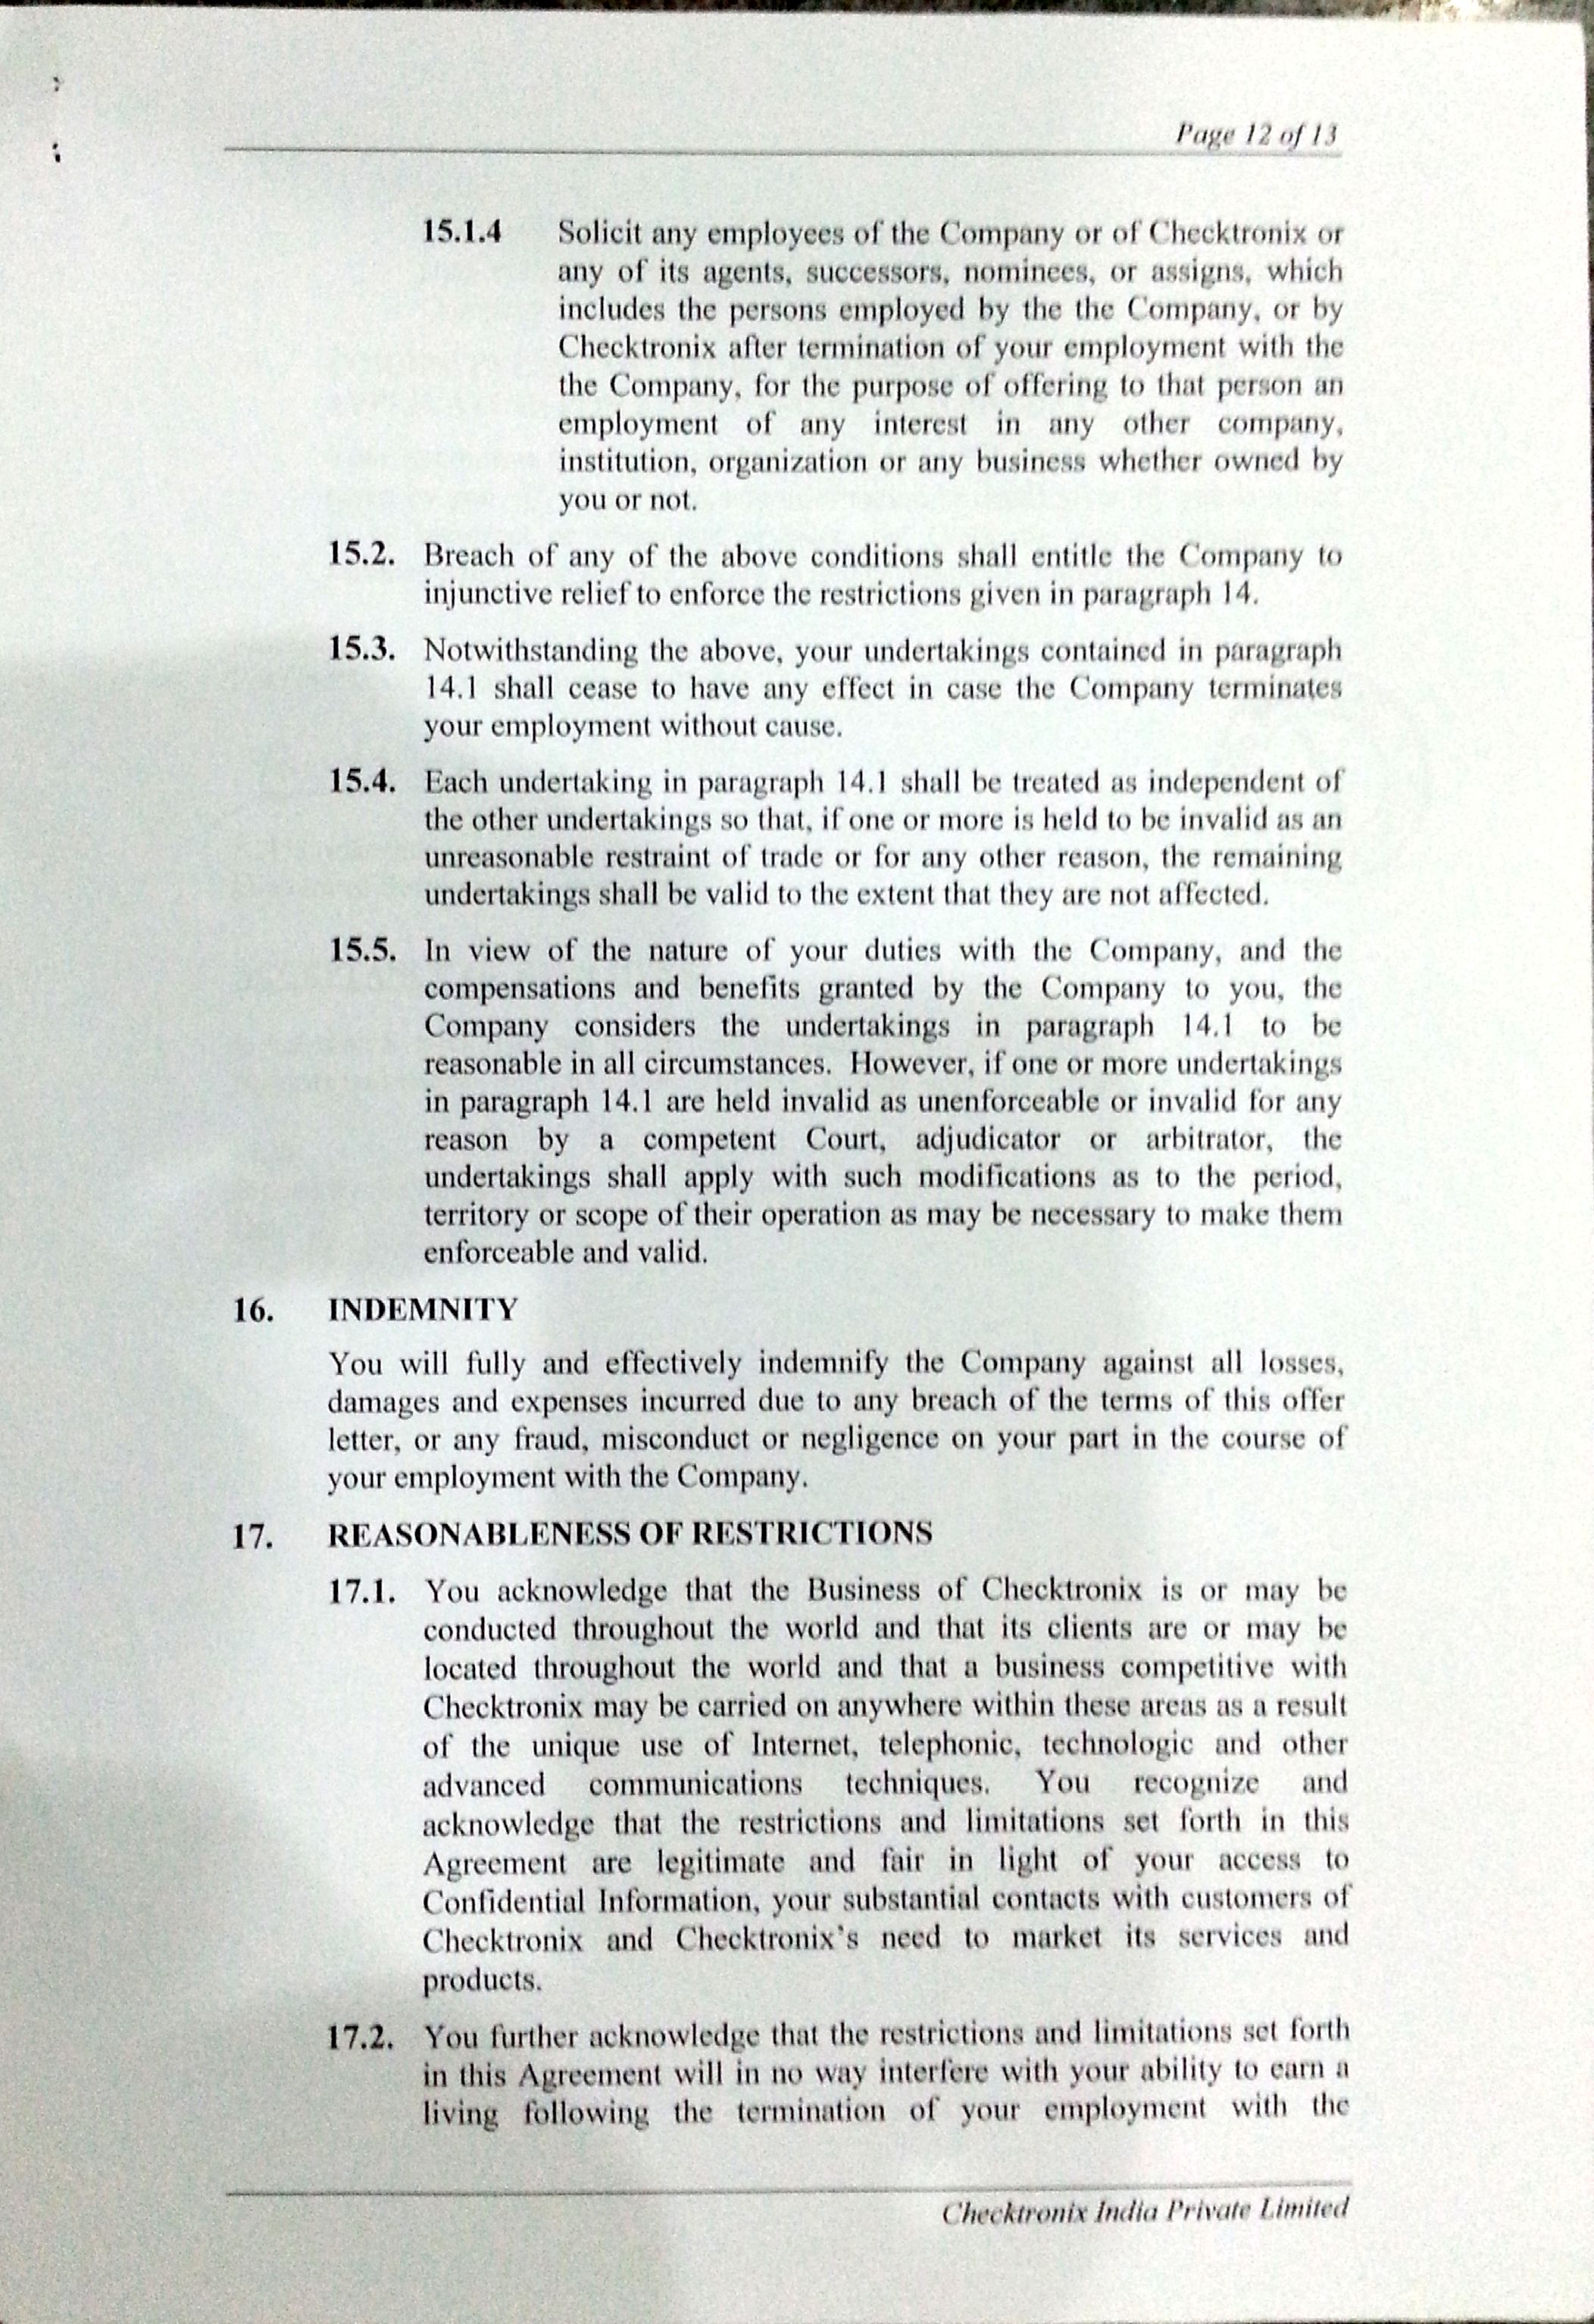 Page 12 of 13
15.1.4 Solicit any employees of the Company or of Checktronix or
any of its agents, successors, nominees, or assigns, which
includes the persons employed by the the Company, or by
Checktronix after termination of your employment with the
the Company, for the purpose of offering to that person an
employment of any interest in any other company,
institution, organization or any business whether owned by
you or not.
15.2. Breach of any of the above conditions shall entitle the Company to
injunctive relief to enforce the restrictions given in paragraph 14.
15.3. Notwithstanding the above, your undertakings contained in paragraph
14.1 shall cease to have any effect in case the Company terminates
your employment without cause.
15.4. Each undertaking in paragraph 14.1 shall be treated as independent of
the other undertakings so that, if one or more is held to be invalid as an
unreasonable restraint of trade or for any other reason, the remaining
undertakings shall be valid to the extent that they are not affected.
15.5. In view of the nature of your duties with the Company, and the
compensations and benefits granted by the Company to you, the
Company considers the undertakings in paragraph 14.1 to be
reasonable in all circumstances. However, if one or more undertakings
in paragraph 14.1 are held invalid as unenforceable or invalid for any
reason by a competent Court, adjudicator or arbitrator, the
undertakings shall apply with such modifications as to the period,
territory or scope of their operation as may be necessary to make them
enforceable and valid.
16. INDEMNITY
You will fully and effectively indemnify the Company against all losses,
damages and expenses incurred due to any breach of the terms of this offer
letter, or any fraud, misconduct or negligence on your part in the course of
your employment with the Company.
17. REASONABLENESS OF RESTRICTIONS
17.1. You acknowledge that the Business of Checktronix is or may be
conducted throughout the world and that its clients are or may be
located throughout the world and that a business competitive with
Checktronix may be carried on anywhere within these areas as a result
of the unique use of Internet, telephonic, technologic and other
advanced communications techniques. You recognize and
acknowledge that the restrictions and limitations set forth in this
Agreement are legitimate and fair in light of your access to
Confidential Information, your substantial contacts with customers of
Checktronix and Checktronix's need to market its services and
products.
17.2. You further acknowledge that the restrictions and limitations set forth
in this Agreement will in no way interfere with your ability to earn a
living following the termination of your employment with the
Checktronix India Private Limited